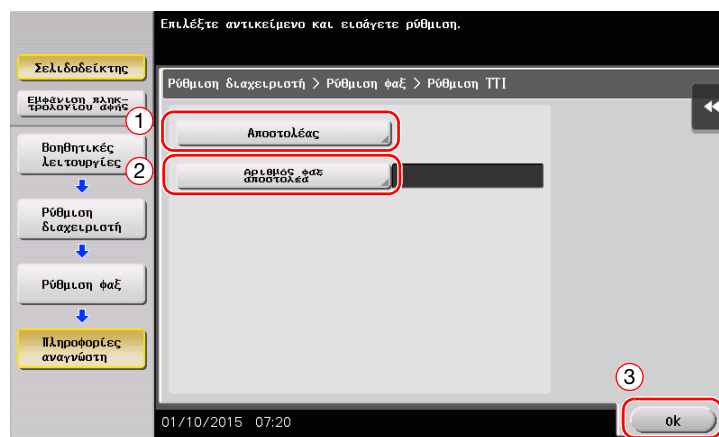 Επιλέξτε αντικείμενο και εισάγετε ρύθμιση.
Σελιδοδείκτης
Εμφάνιση πληκ-
τρολογίου αφής
Ρύθμιση διαχειριστή > Ρύθμιση φαξ > Ρύθμιση TTI
1
Αποστολέας
Βοηθητικές
λειτουργίες
2
Αριθμός φαξ
αποστολέα
Ρύθμιση
διαχειριστή
Ρύθμιση φαξ
Πληροφορίες
αναγνώστη
3
01/10/2015 07:20
ok